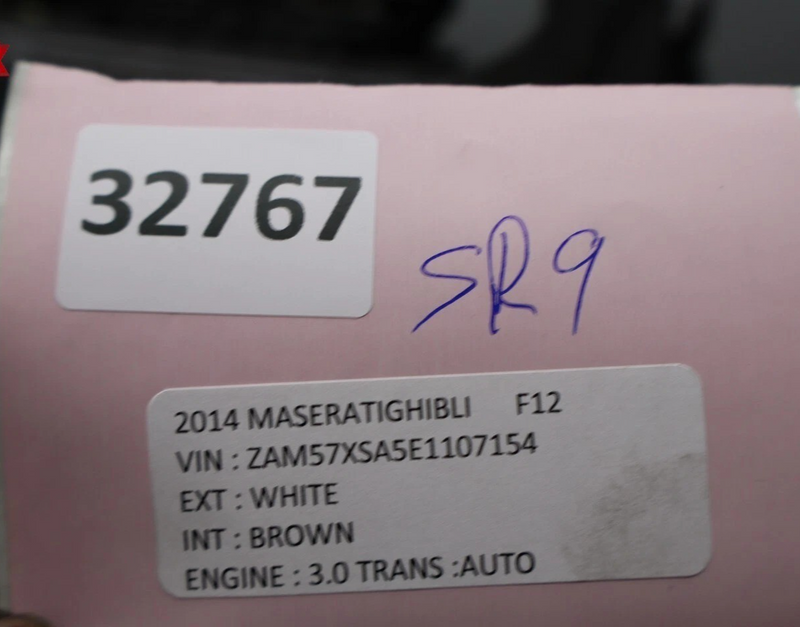 32767
SR9
2014 MASERATIGHIBLI F12
VIN : ZAM57XSA5E1107154
EXT : WHITE
INT : BROWN
ENGINE : 3.0 TRANS :AUTO